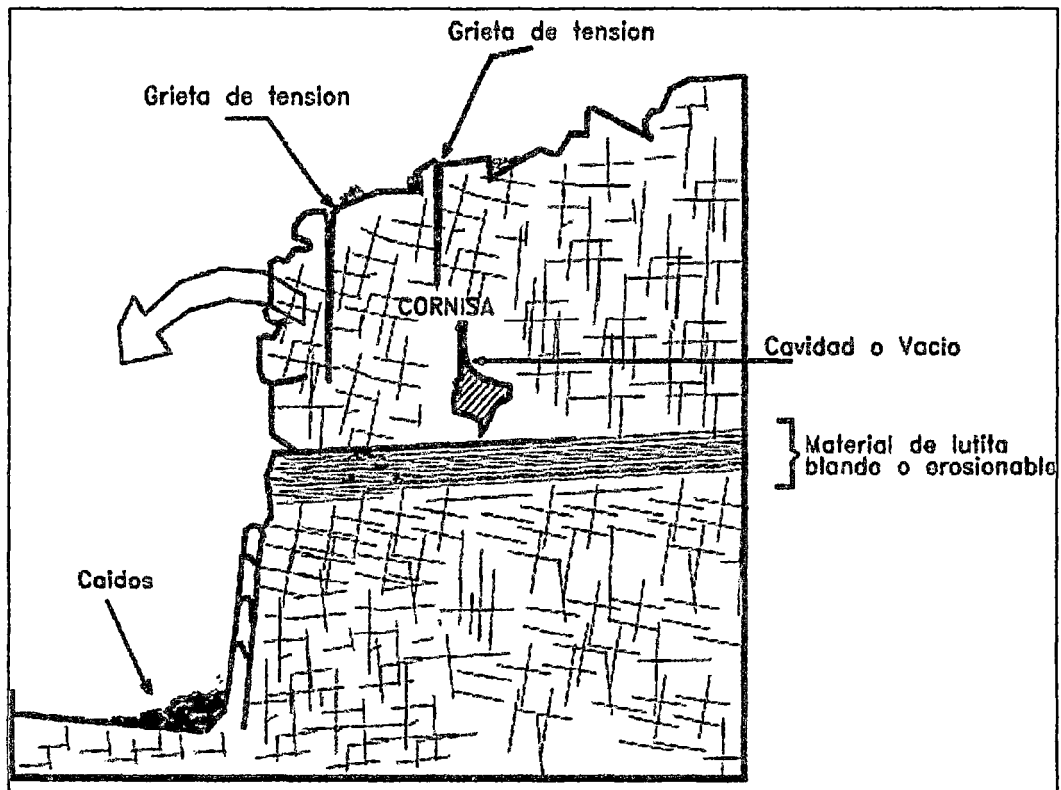 Grieta de tension
Grieta de tension
CORNISA
Cavidad o Vacio
Material de lutita
blando o erosionable
Caidos